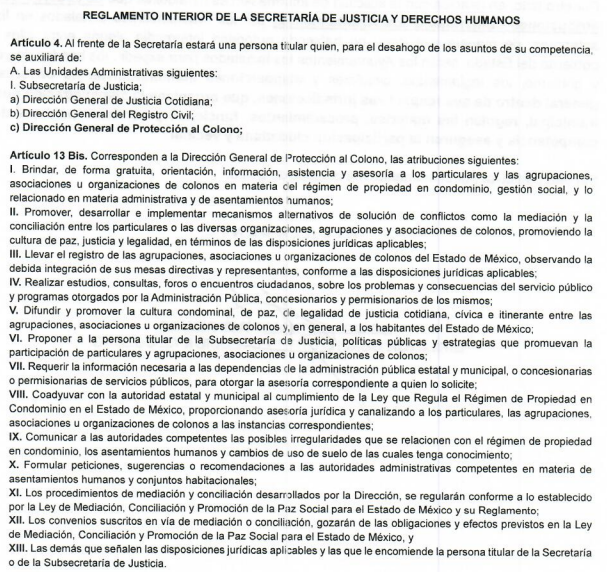 REGLAMENTO INTERIOR DE LA SECRETARÍA DE JUSTICIA Y DERECHOS HUMANOS
Artículo 4. Al frente de la Secretaría estará una persona titular quien, para el desahogo de los asuntos de su competencia,
se auxiliará de:
A. Las Unidades Administrativas siguientes:
I. Subsecretaría de Justicia;
a) Dirección General de Justicia Cotidiana;
b) Dirección General del Registro Civil;
c) Dirección General de Protección al Colono;
Artículo 13 Bis. Corresponden a la Dirección General de Protección al Colono, las atribuciones siguientes:
I. Brindar, de forma gratuita, orientación, información, asistencia y asesoría a los particulares y las agrupaciones,
asociaciones u organizaciones de colonos en materia del régimen de propiedad en condominio, gestión social, y lo
relacionado en materia administrativa y de asentamientos humanos;
II. Promover, desarrollar e implementar mecanismos alternativos de solución de conflictos como la mediación y la
conciliación entre los particulares o las diversas organizaciones, agrupaciones y asociaciones de colonos, promoviendo la
cultura de paz, justicia y legalidad, en términos de las disposiciones jurídicas aplicables;
III. Llevar el registro de las agrupaciones, asociaciones u organizaciones de colonos del Estado de México, observando la
debida integración de sus mesas directivas y representantes, conforme a las disposiciones jurídicas aplicables;
IV. Realizar estudios, consultas, foros o encuentros ciudadanos, sobre los problemas y consecuencias del servicio público
y programas otorgados por la Administración Pública, concesionarios y permisionarios de los mismos;
V. Difundir y promover la cultura condominal, de paz, de legalidad de justicia cotidiana, cívica e itinerante entre las
agrupaciones, asociaciones u organizaciones de colonos y, en general, a los habitantes del Estado de México;
VI. Proponer a la persona titular de la Subsecretaría de Justicia, políticas públicas y estrategias que promuevan la
participación de particulares y agrupaciones, asociaciones u organizaciones de colonos;
VII. Requerir la información necesaria a las dependencias de la administración pública estatal y municipal, o concesionarios
o permisionarios de servicios públicos, para otorgar la asesoría correspondiente a quien lo solicite;
VIII. Coadyuvar con la autoridad estatal y municipal al cumplimiento de la Ley que Regula el Régimen de Propiedad en
Condominio en el Estado de México, proporcionando asesoría jurídica y canalizando a los particulares, las agrupaciones,
asociaciones u organizaciones de colonos a las instancias correspondientes;
IX. Comunicar a las autoridades competentes las posibles irregularidades que se relacionen con el régimen de propiedad
en condominio, los asentamientos humanos y cambios de uso de suelo de las cuales tenga conocimiento;
X. Formular peticiones, sugerencias o recomendaciones a las autoridades administrativas competentes en materia de
asentamientos humanos y conjuntos habitacionales;
XI. Los procedimientos de mediación y conciliación desarrollados por la Dirección, se regularán conforme a lo establecido
por la Ley de Mediación, Conciliación y Promoción de la Paz Social para el Estado de México y su Reglamento;
XII. Los convenios suscritos en vía de mediación o conciliación, gozarán de las obligaciones y efectos previstos en la Ley
de Mediación, Conciliación y Promoción de la Paz Social para el Estado de México, y
XIII. Las demás que señalen las disposiciones jurídicas aplicables y las que le encomiende la persona titular de la Secretaría
o de la Subsecretaría de Justicia.